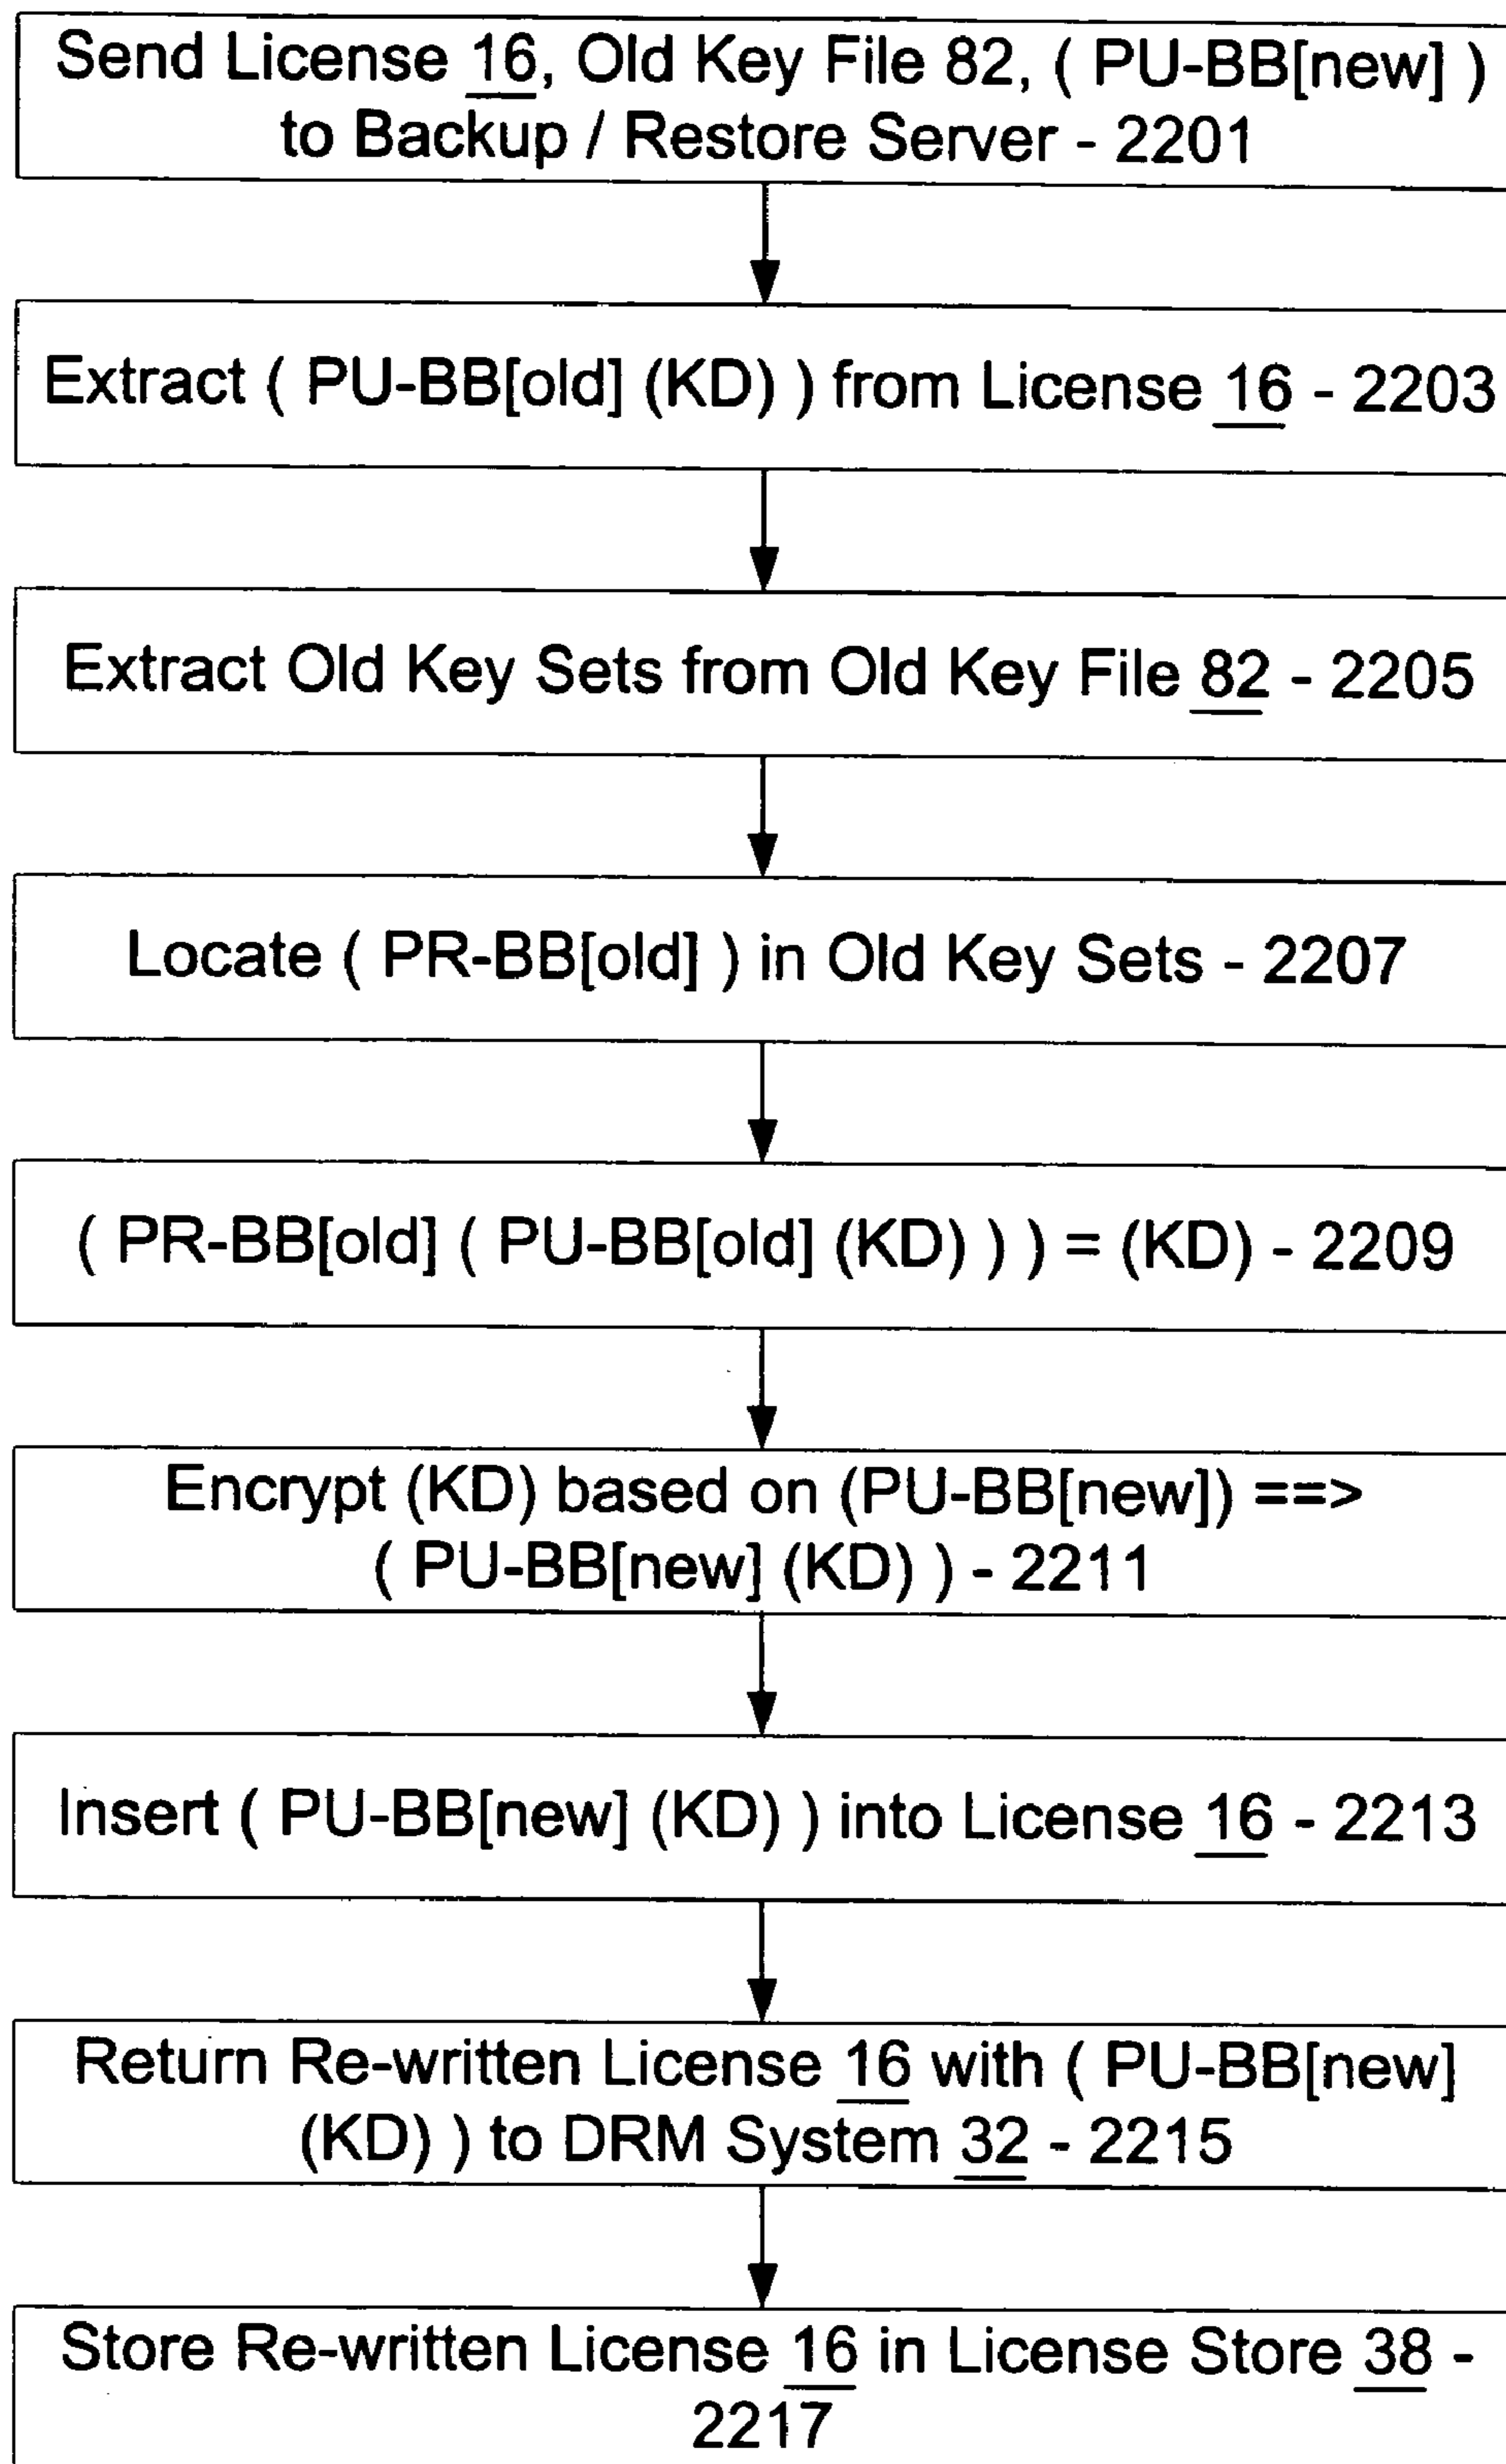 Send License 16, Old Key File 82, ( PU-BB[new] )
to Backup / Restore Server - 2201
Extract ( PU-BB[old] (KD) ) from License 16 - 2203
Extract Old Key Sets from Old Key File 82 - 2205
Locate ( PR-BB[old] ) in Old Key Sets - 2207
( PR-BB[old] ( PU-BB[old] (KD) ) ) = (KD) - 2209
Encrypt (KD) based on (PU-BB[new]) ==>
( PU-BB[new] (KD) ) - 2211
Insert ( PU-BB[new] (KD) ) into License 16 - 2213
Return Re-written License 16 with ( PU-BB[new]
(KD) ) to DRM System 32 - 2215
Store Re-written License 16 in License Store 38 -
2217